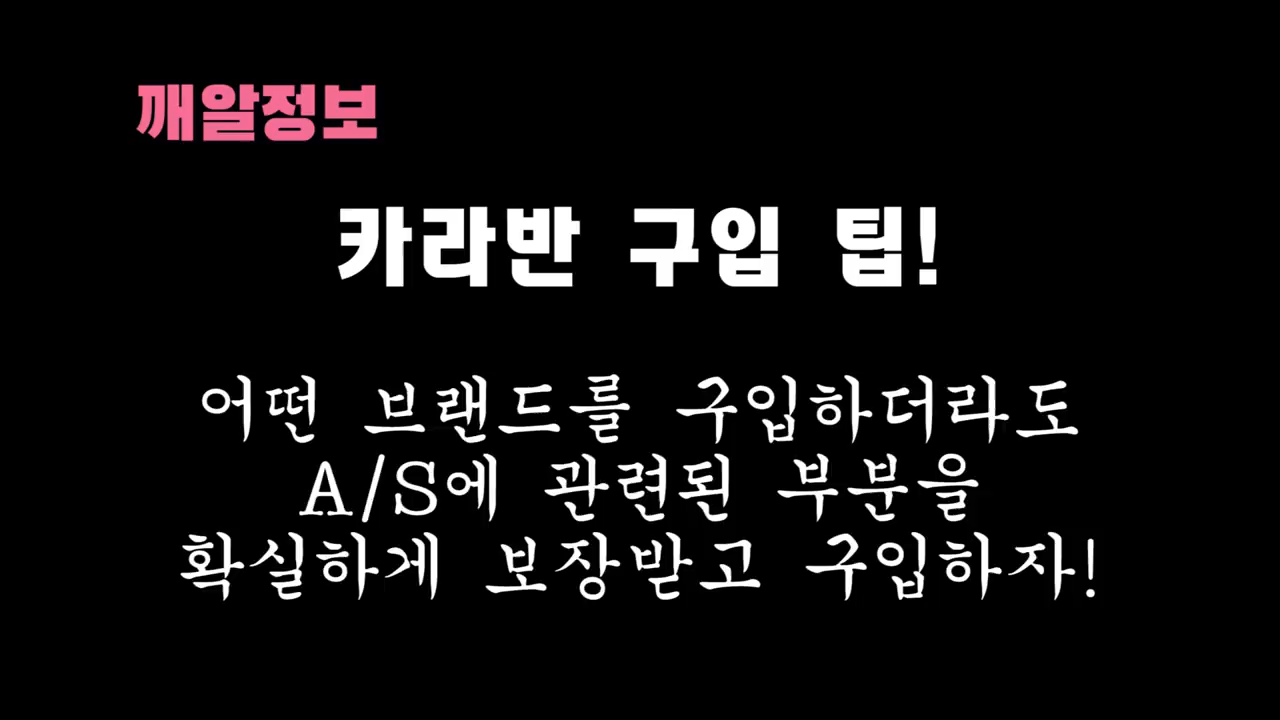 깨알정보
카라반 구입 팁!
어떤 브랜드를 구입하더라도
A/S에 관련된 부분을
확실하게 보장받고 구입하자!